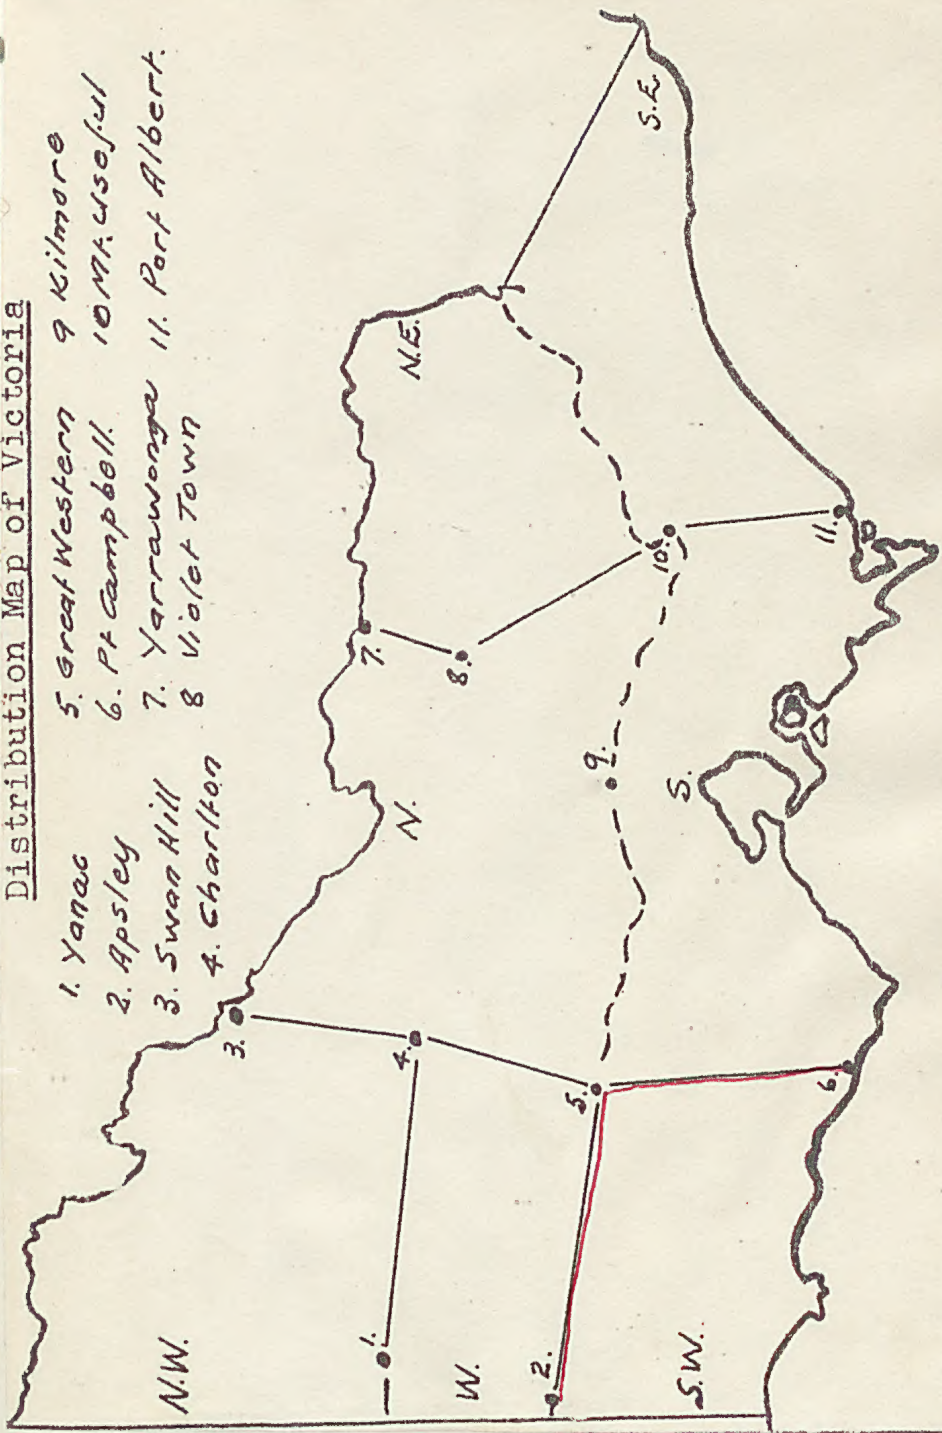 Distribution Map of Victoria
1. Yanac
2. Apsley
3. Swan Hill
4. Charlton
5. Great Western
6. Pt Campbell.
7. Yarrawonga
8 Violet Town
9 Kilmore
10 Mt. Useful
11. Port Albert.
N.W.
W.
S.W.
N.
N.E.
S.
S.E.
1.
2.
3.
4.
5.
6.
7.
8.
9.
10.
11.